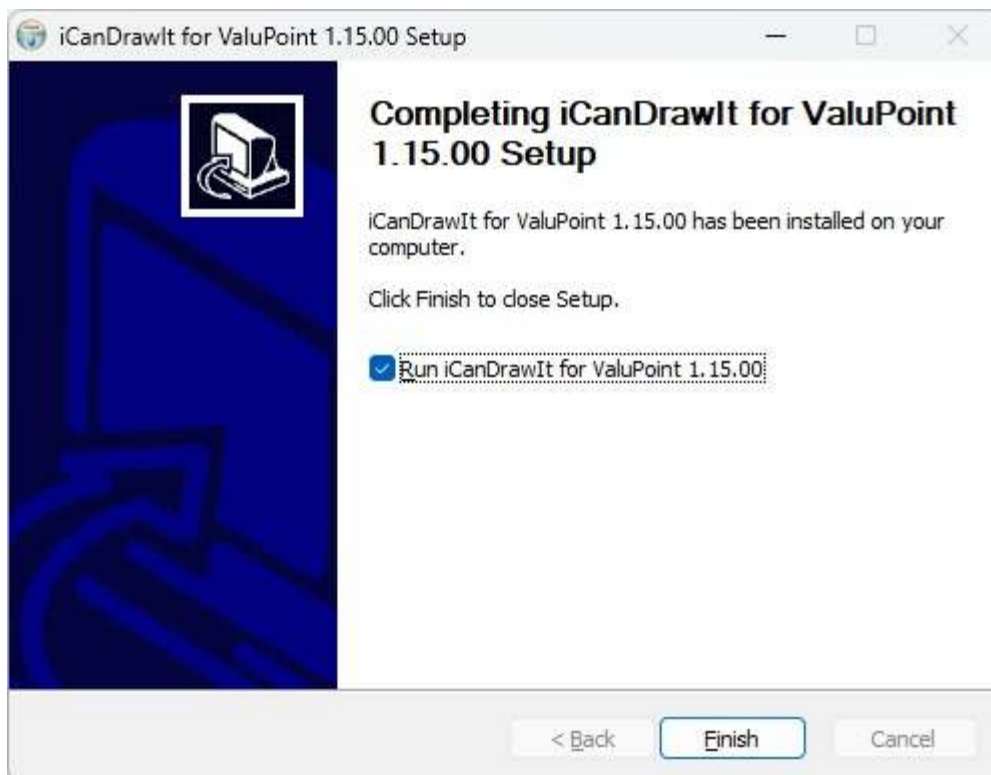 iCanDrawIt for ValuPoint 1.15.00 Setup
Completing iCanDrawIt for ValuPoint
1.15.00 Setup
iCanDrawIt for ValuPoint 1.15.00 has been installed on your
computer.
Click Finish to close Setup.
Run iCanDrawIt for ValuPoint 1.15.00
< Back Finish Cancel